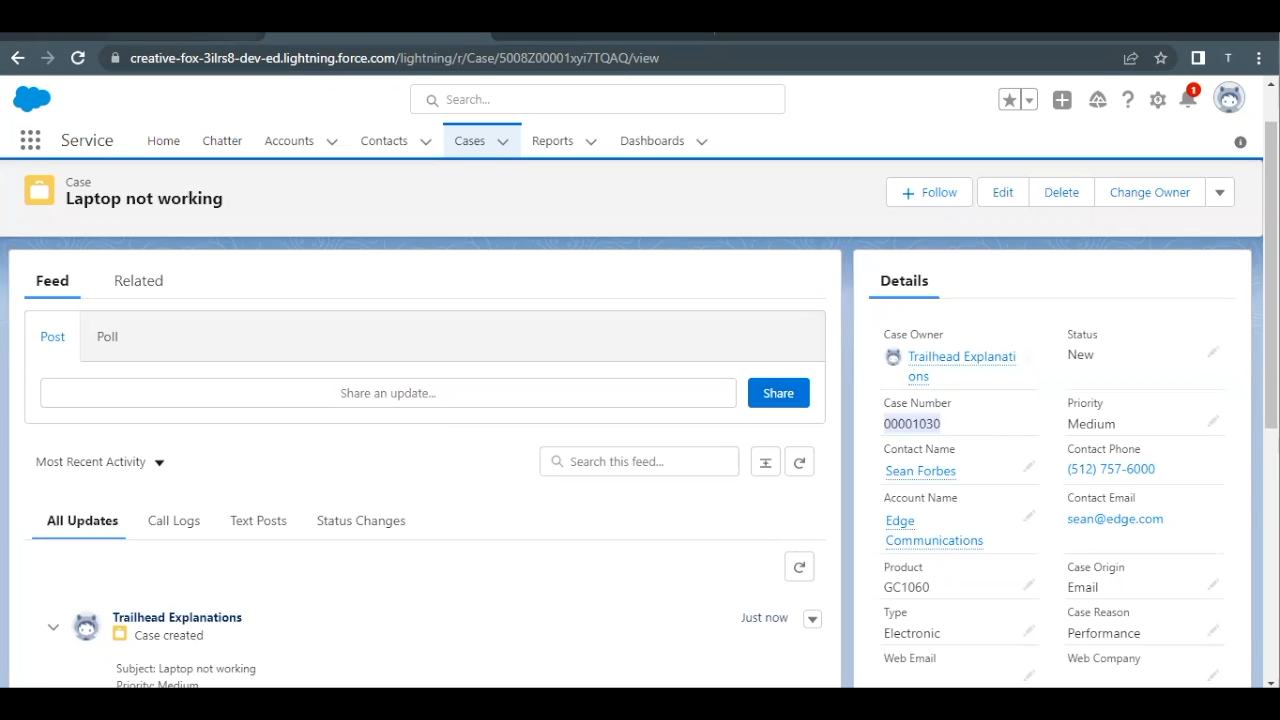 creative-fox-3ilrs8-dev-ed.lightning.force.com/lightning/r/Case/5008Z00001xyi7TQAQ/view
T
Search...
1
Service
Home
Chatter
Accounts
Contacts
Cases
Reports
Dashboards
Case
Laptop not working
Follow
Edit
Delete
Change Owner
Feed
Related
Post
Poll
Share an update...
Share
Most Recent Activity
Search this feed...
All Updates
Call Logs
Text Posts
Status Changes
Trailhead Explanations
Just now
Case created
Subject: Laptop not working
Priority: Medium
Details
Case Owner
Trailhead Explanati
ons
Status
New
Case Number
00001030
Priority
Medium
Contact Name
Sean Forbes
Contact Phone
(512) 757-6000
Account Name
Edge
Communications
Contact Email
sean@edge.com
Product
GC1060
Case Origin
Email
Type
Electronic
Case Reason
Performance
Web Email
Web Company